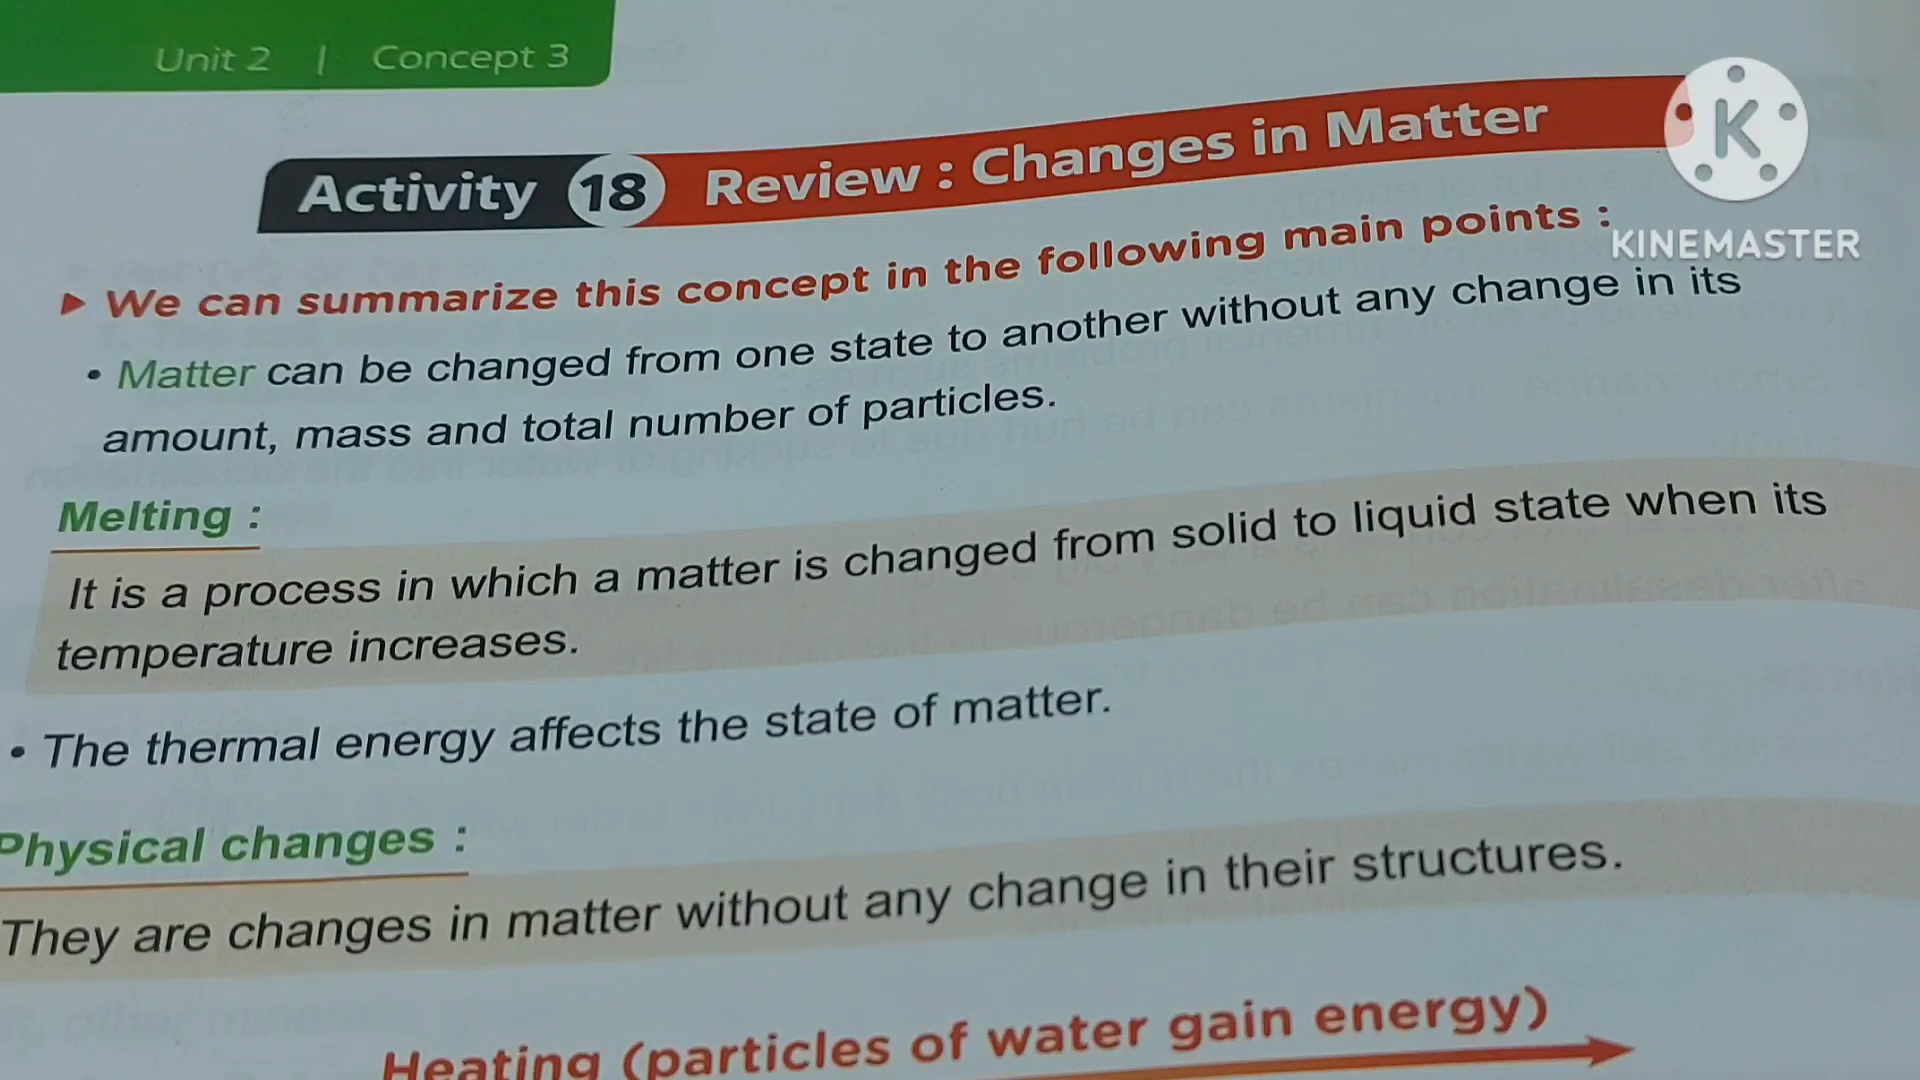 Unit 2 | Concept 3
Activity 18 Review : Changes in Matter
K
KINEMASTER
► We can summarize this concept in the following main points :
• Matter can be changed from one state to another without any change in its
amount, mass and total number of particles.
Melting :
It is a process in which a matter is changed from solid to liquid state when its
temperature increases.
• The thermal energy affects the state of matter.
Physical changes :
They are changes in matter without any change in their structures.
Heating (particles of water gain energy)